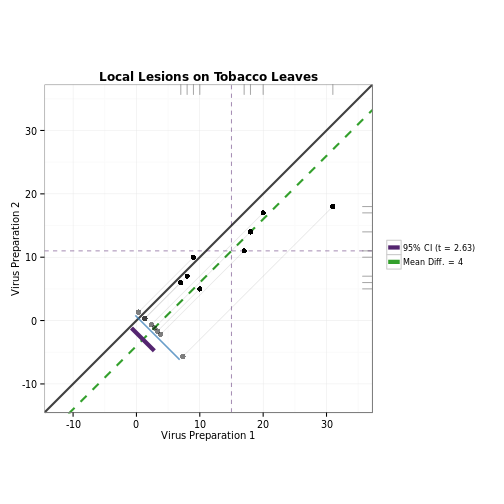 Local Lesions on Tobacco Leaves
Virus Preparation 2
30
20
10
0
-10
-10 0 10 20 30
Virus Preparation 1
95% CI (t = 2.63)
Mean Diff. = 4